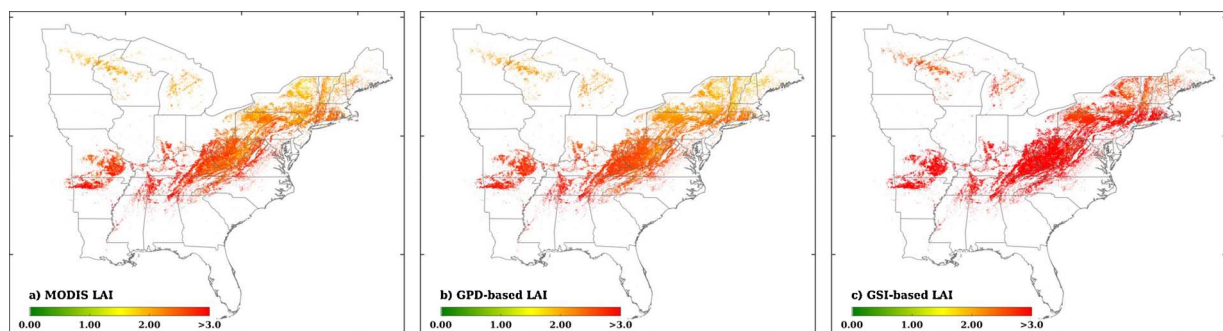 a) MODIS LAI
0.00 1.00 2.00 >3.0
b) GPD-based LAI
0.00 1.00 2.00 >3.0
c) GSI-based LAI
0.00 1.00 2.00 >3.0